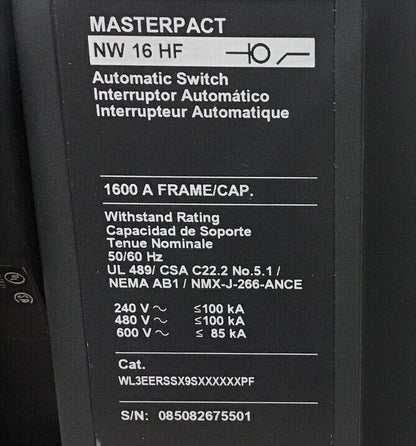 MASTERPACT
NW 16 HF
Automatic Switch
Interruptor Automático
Interrupteur Automatique
1600 A FRAME/CAP.
Withstand Rating
Capacidad de Soporte
Tenue Nominale
50/60 Hz
UL 489/ CSA C22.2 No.5.1 /
NEMA AB1 / NMX-J-266-ANCE
240 V ~ ≤100 kA
480 V ~ ≤100 kA
600 V ~ ≤ 85 kA
Cat.
WL3EERSSX9SXXXXXXPF
S/N: 085082675501